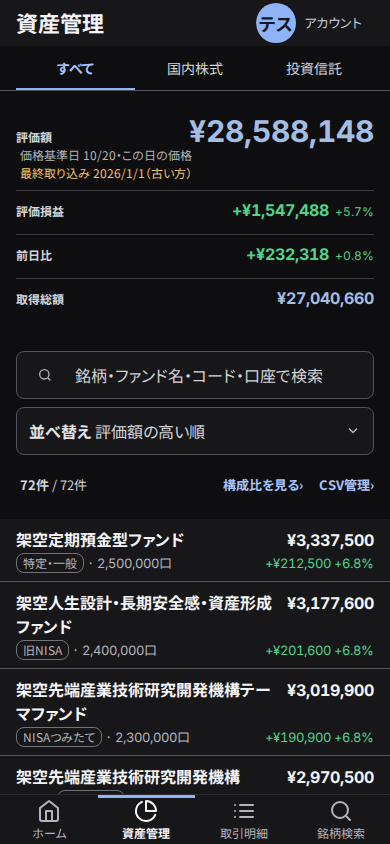 資産管理
テス アカウント
すべて 国内株式 投資信託
評価額 ¥28,588,148
価格基準日 10/20・この日の価格
最終取り込み 2026/1/1（古い方）
評価損益 +¥1,547,488 +5.7%
前日比 +¥232,318 +0.8%
取得総額 ¥27,040,660
銘柄・ファンド名・コード・口座で検索
並べ替え 評価額の高い順
72件 / 72件 構成比を見る› CSV管理›
架空定期預金型ファンド ¥3,337,500
特定・一般 · 2,500,000口 +¥212,500 +6.8%
架空人生設計・長期安全感・資産形成 ¥3,177,600
ファンド
旧NISA · 2,400,000口 +¥201,600 +6.8%
架空先端産業技術研究開発機構テー ¥3,019,900
マファンド
NISAつみたて · 2,300,000口 +¥190,900 +6.8%
架空先端産業技術研究開発機構 ¥2,970,500
ホーム 資産管理 取引明細 銘柄検索